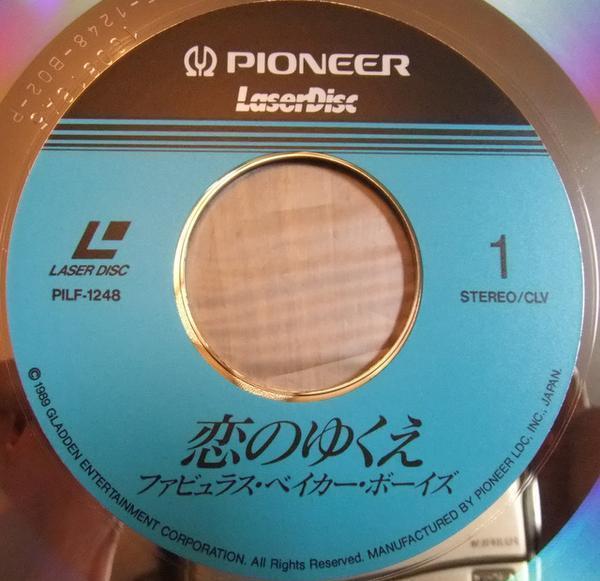 PIONEER
LaserDisc
LASER DISC
PILF-1248
1
STEREO/CLV
恋のゆくえ
ファビュラス・ベイカー・ボーイズ
© 1989 GLADDEN ENTERTAINMENT CORPORATION. All Rights Reserved. MANUFACTURED BY PIONEER LDC, INC., JAPAN.